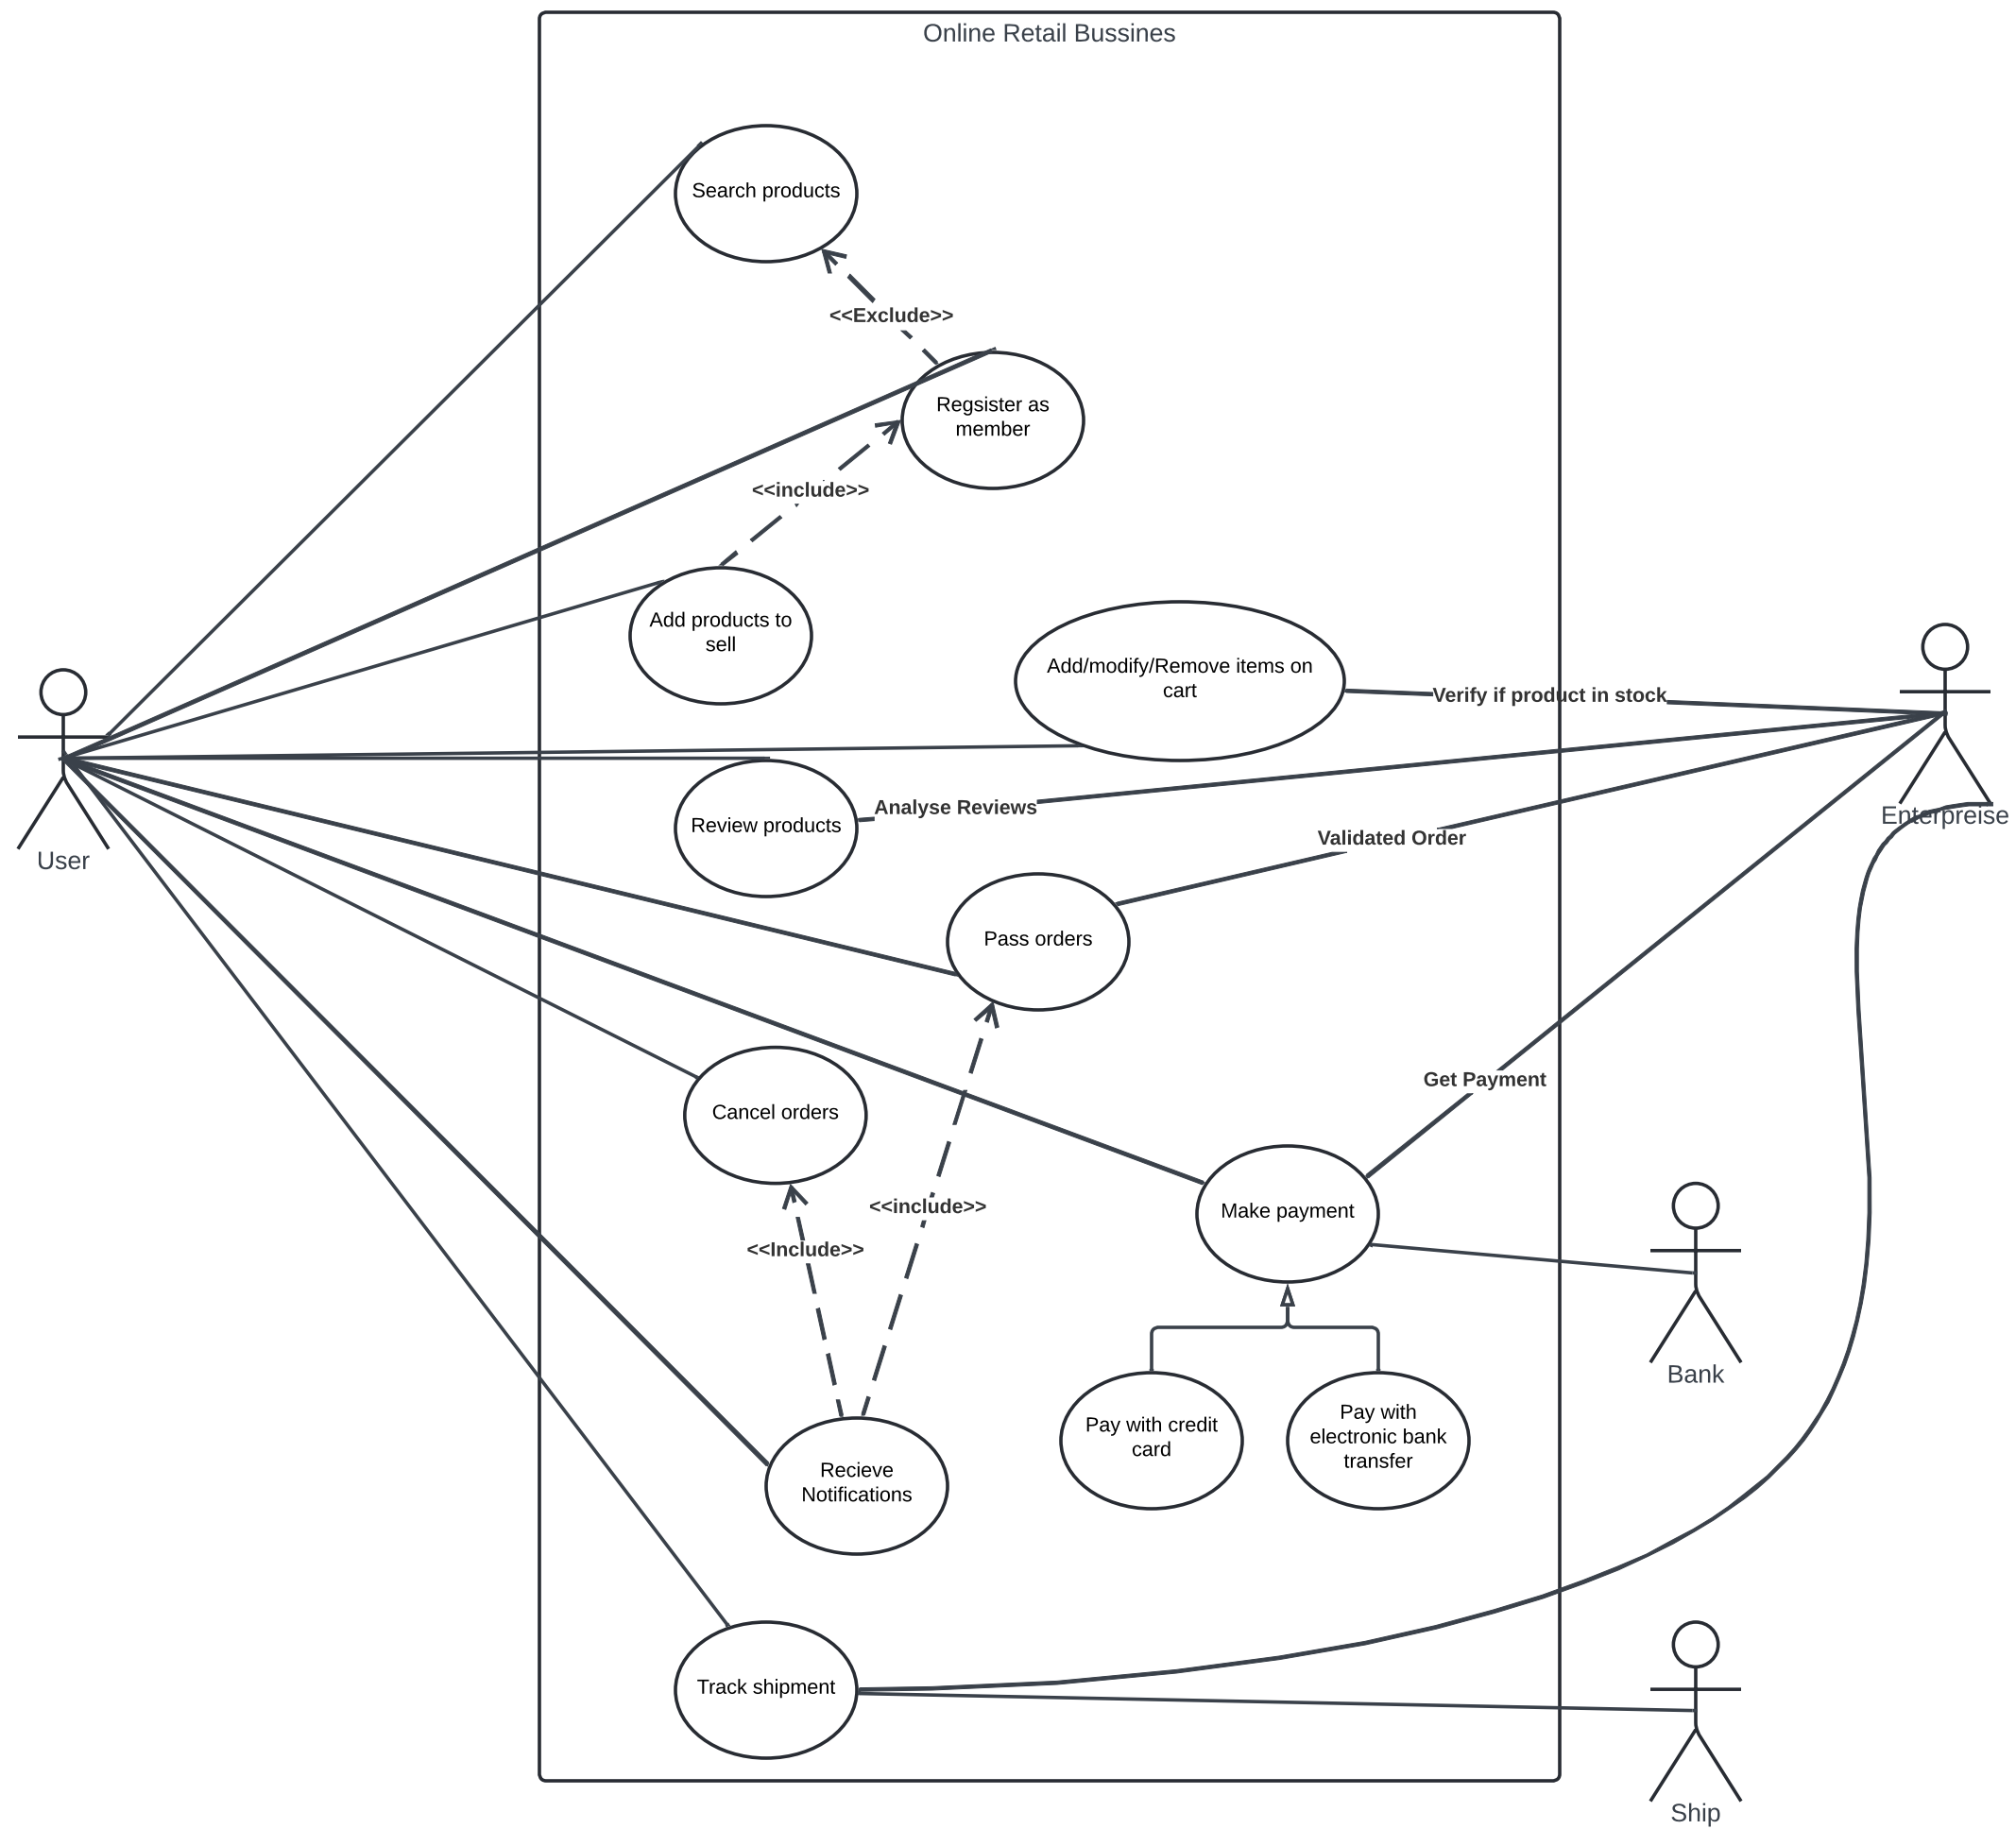 Online Retail Bussines
Search products
<<Exclude>>
Regsister as
member
<<include>>
Add products to
sell
Add/modify/Remove items on
cart
Verify if product in stock
Analyse Reviews
Review products
Enterpreise
Validated Order
User
Pass orders
Get Payment
Cancel orders
<<include>>
Make payment
<<Include>>
Bank
Pay with credit
card
Pay with
electronic bank
transfer
Recieve
Notifications
Track shipment
Ship